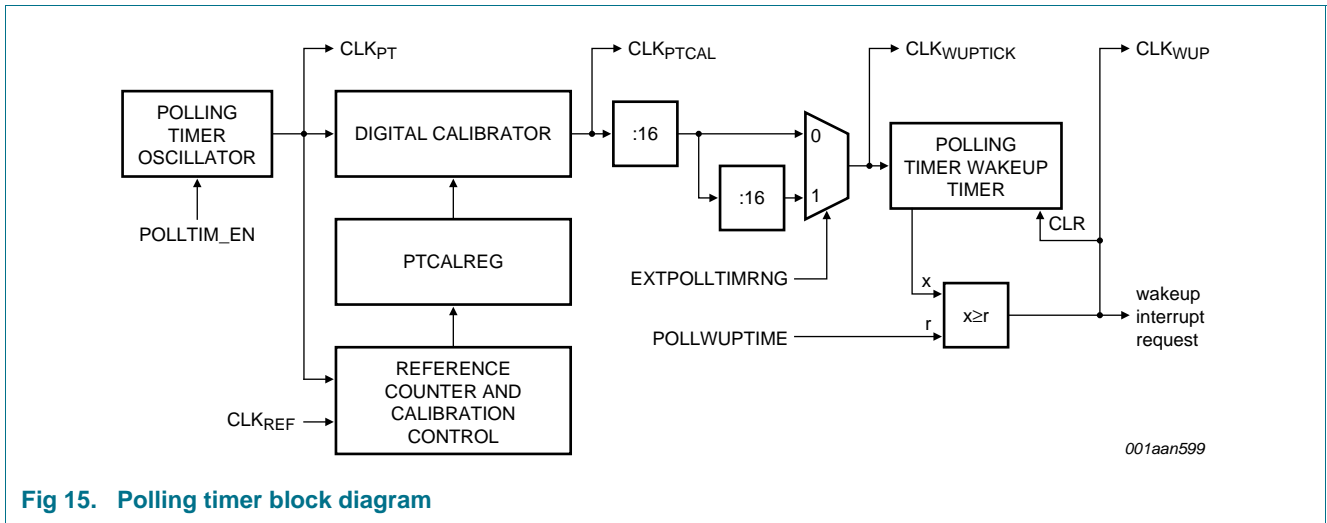 CLKPT
CLKPTCAL
CLKWUPTICK
CLKWUP
POLLING
TIMER
OSCILLATOR
DIGITAL CALIBRATOR
:16
0
:16
1
POLLING
TIMER WAKEUP
TIMER
CLR
POLLTIM_EN
PTCALREG
EXTPOLLTIMRNG
x
POLLWUPTIME
r
x≥r
wakeup
interrupt
request
CLKREF
REFERENCE
COUNTER AND
CALIBRATION
CONTROL
001aan599
Fig 15. Polling timer block diagram